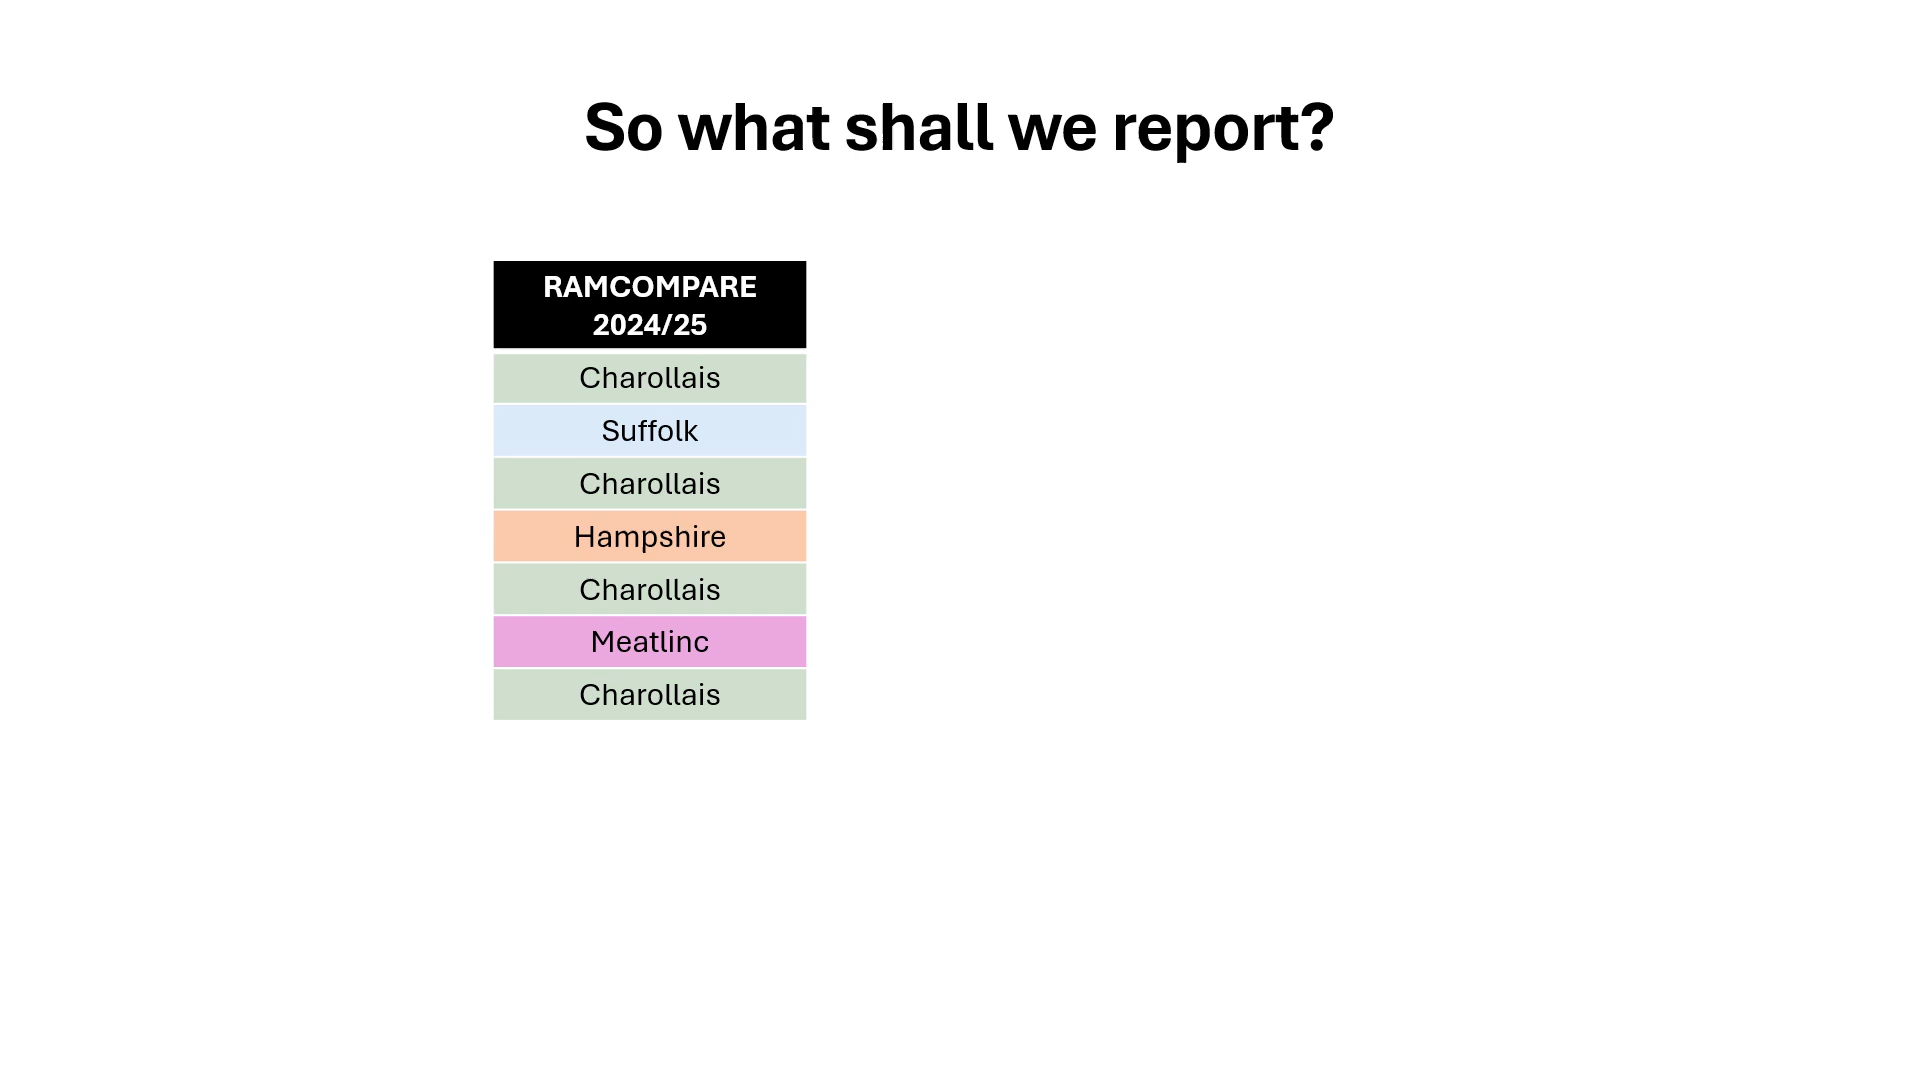 So what shall we report?
RAMCOMPARE
2024/25
Charollais
Suffolk
Charollais
Hampshire
Charollais
Meatlinc
Charollais